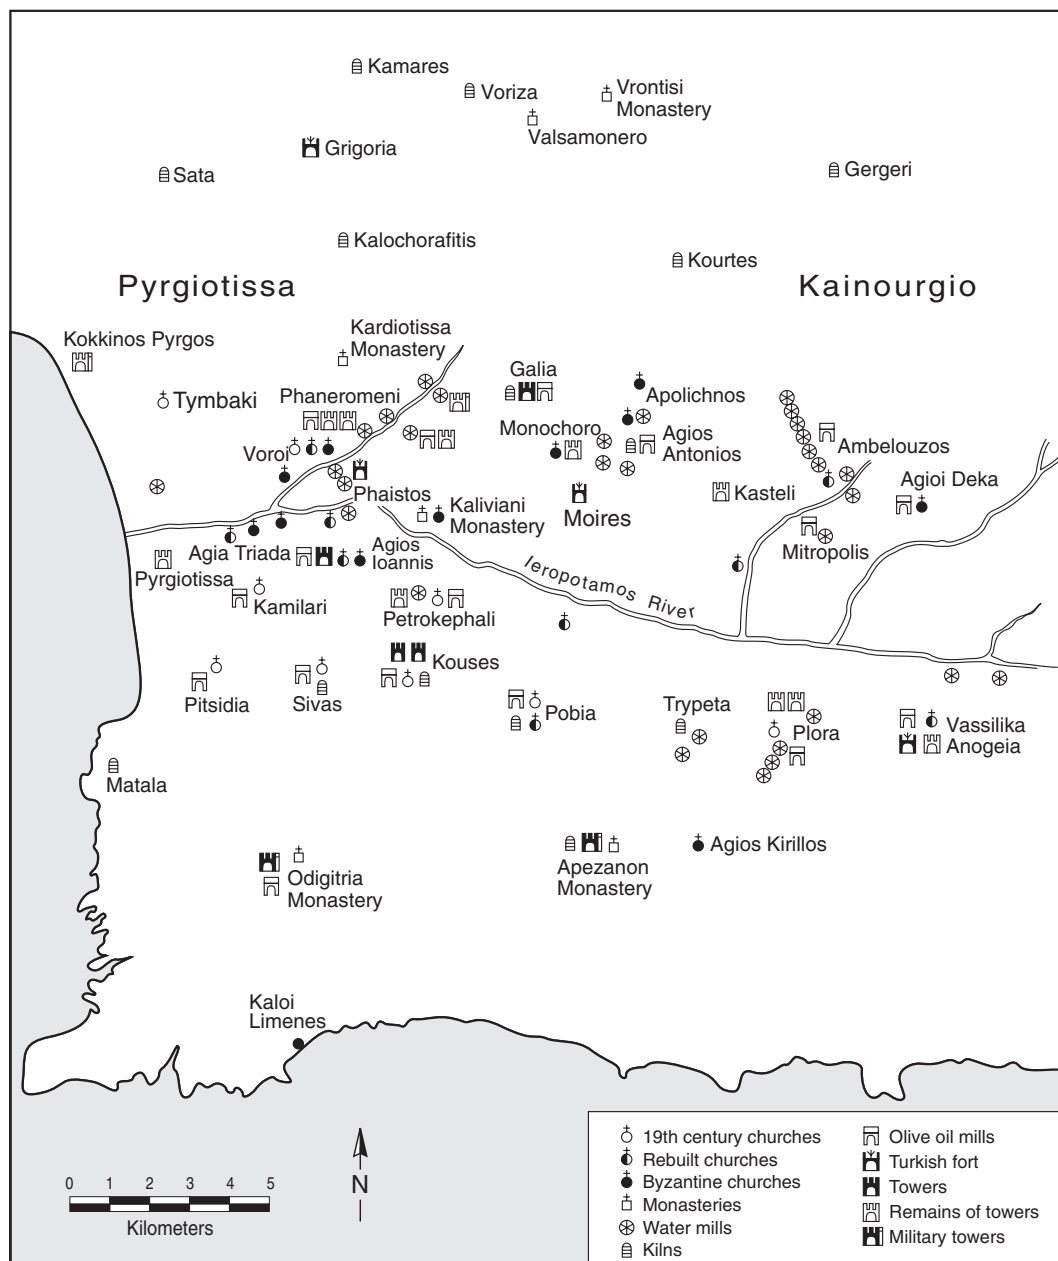 Kamares
Voriza
Vrontisi
Monastery
Valsamonero
Grigoria
Sata
Gergeri
Kalochorafitis
Kourtes
Pyrgiotissa
Kainourgio
Kokkinos Pyrgos
Kardiotissa
Monastery
Galia
Tymbaki
Phaneromeni
Apolichnos
Monochoro
Agios
Antonios
Ambelouzos
Voroi
Agioi Deka
Phaistos
Kaliviani
Monastery
Moires
Kasteli
Mitropolis
Agia Triada
Agios
Ioannis
Pyrgiotissa
Kamilari
Ieropotamos River
Petrokephali
Kouses
Pitsidia
Sivas
Pobia
Trypeta
Plora
Vassilika
Anogeia
Matala
Odigitria
Monastery
Apezanon
Monastery
Agios Kirillos
Kaloi
Limenes
0 1 2 3 4 5
Kilometers
N
19th century churches
Rebuilt churches
Byzantine churches
Monasteries
Water mills
Kilns
Olive oil mills
Turkish fort
Towers
Remains of towers
Military towers